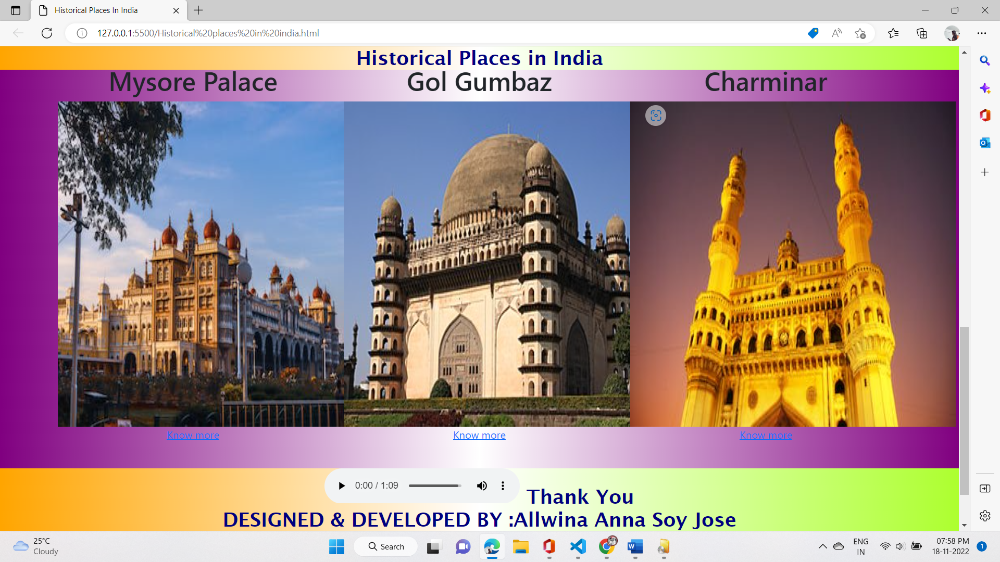 Historical Places In India
127.0.0.1:5500/Historical%20places%20in%20india.html
Historical Places in India
Mysore Palace Gol Gumbaz Charminar
Know more Know more Know more
0:00 / 1:09
Thank You
DESIGNED & DEVELOPED BY :Allwina Anna Soy Jose
25°C
Cloudy
Search
ENG
IN
07:58 PM
18-11-2022
1